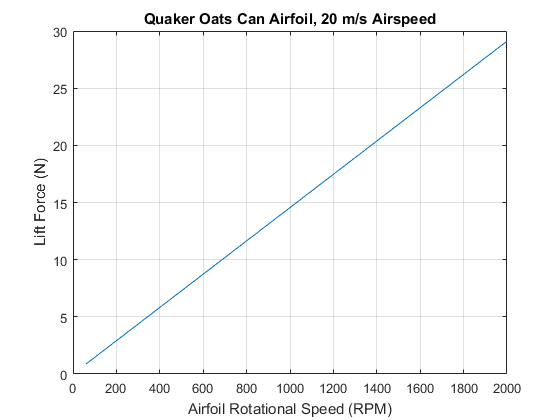 Quaker Oats Can Airfoil, 20 m/s Airspeed
30
25
20
15
10
5
0
Lift Force (N)
0 200 400 600 800 1000 1200 1400 1600 1800 2000
Airfoil Rotational Speed (RPM)